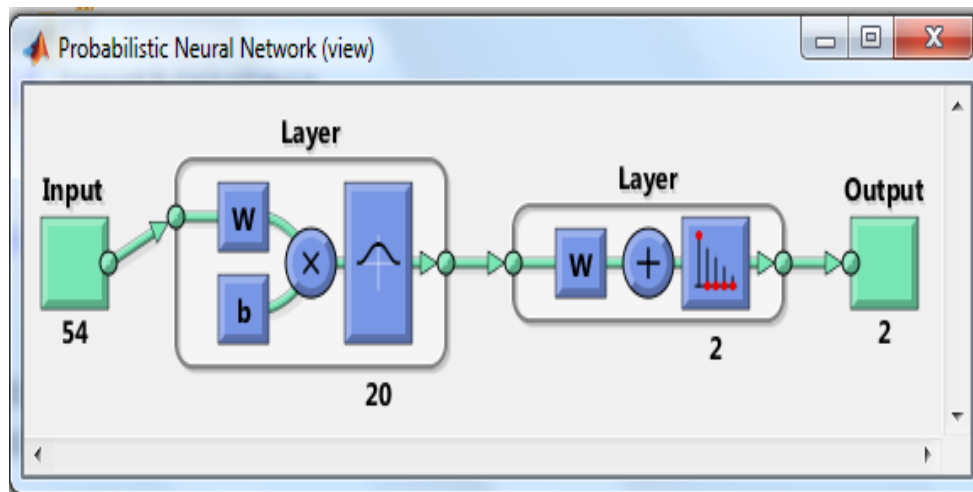 Probabilistic Neural Network (view)
Layer
Layer
Input
Output
W
b
W
54
20
2
2